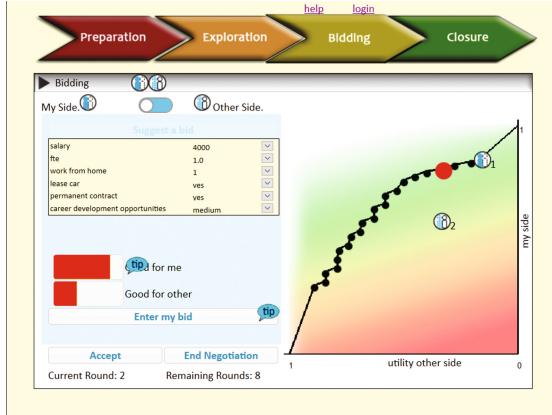 help login
Preparation Exploration Bidding Closure
Bidding
My Side. Other Side.
Suggest a bid
salary 4000
fte 1.0
work from home 1
lease car yes
permanent contract yes
career development opportunities medium
tip
Good for me
Good for other
tip
Enter my bid
Accept End Negotiation
Current Round: 2 Remaining Rounds: 8
1
1
2
my side
1 utility other side 0